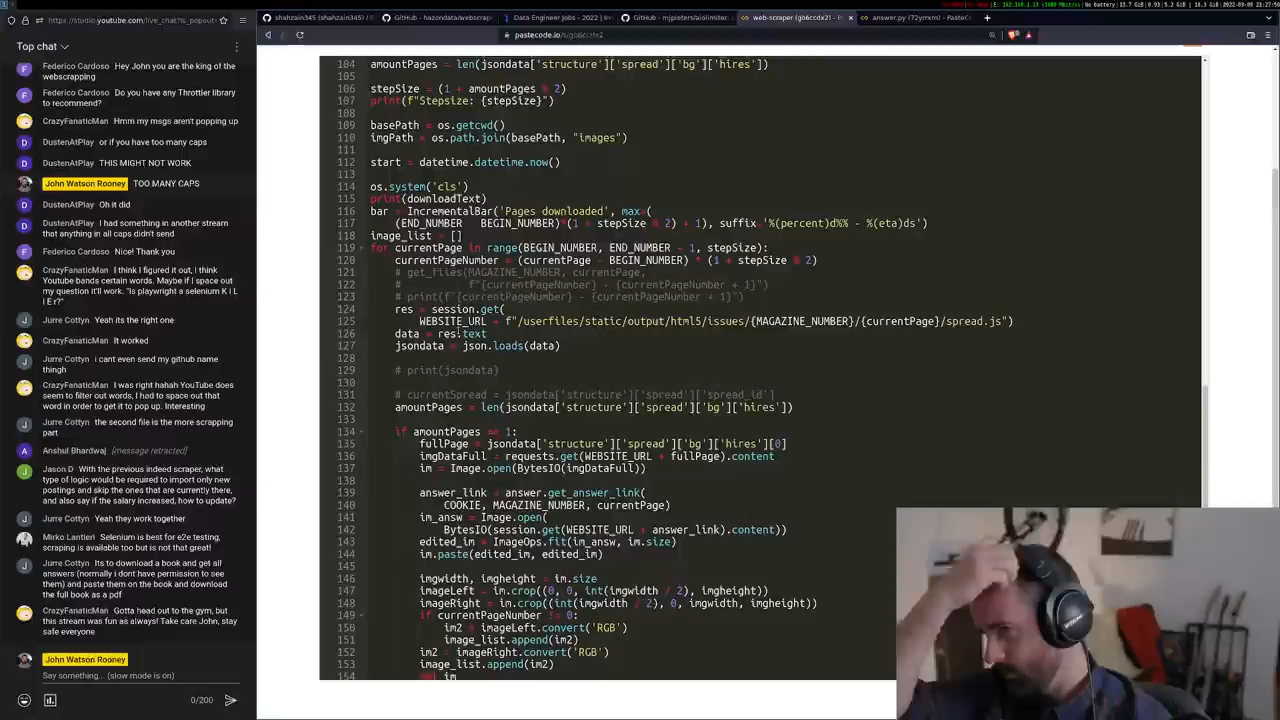 https://studio.youtube.com/live_chat?is_popout=
Top chat
Federico Cardoso Hey John you are the king of the
webscrapping
Federico Cardoso Do you have any Throttler library
to recommend?
CrazyFanaticMan Hmm my msgs aren't popping up
DustenAtPlay or if you have too many caps
DustenAtPlay THIS MIGHT NOT WORK
John Watson Rooney TOO MANY CAPS
DustenAtPlay Oh it did
DustenAtPlay I had something in another stream
that anything in all caps didn't send
Federico Cardoso Nice! Thank you
CrazyFanaticMan I think I figured it out, I think
Youtube bands certain words. Maybe if I space out
my question it'll work. "Is playwright a selenium K i L
l E r?"
Jurre Cottyn Yeah its the right one
CrazyFanaticMan It worked
Jurre Cottyn i cant even send my github name
thingh
CrazyFanaticMan I was right hahah YouTube does
seem to filter out words, I had to space out that
word in order to get it to pop up. Interesting
Jurre Cottyn the second file is the more scrapping
part
Anshul Bhardwaj [message retracted]
Jason D With the previous indeed scraper, what
type of logic would be required to import only new
postings and skip the ones that are currently there,
and also say if the salary increased, how to update?
Jurre Cottyn Yeah they work together
Mirko Lantieri Selenium is best for e2e testing,
scraping is available too but is not that great!
Jurre Cottyn Its to download a book and get all
answers (normally i dont have permission to see
them) and paste them on the book and download
the full book as a pdf
CrazyFanaticMan Gotta head out to the gym, but
this stream was fun as always! Take care John, stay
safe everyone
John Watson Rooney
Say something... (slow mode is on)
0/200
shahzain345 (shahzain345)
GitHub - hazondata/webscrap
Data Engineer Jobs - 2022 |
GitHub - mjpieters/aiolimiter:
web-scraper (go6ccdx2) - P
answer.py (72yrrxm) - PasteC
pastecode.io/s/go6ccdx2
104 amountPages = len(jsondata['structure']['spread']['bg']['hires'])
105
106 stepSize = (1 + amountPages % 2)
107 print(f"Stepsize: {stepSize}")
108
109 basePath = os.getcwd()
110 imgPath = os.path.join(basePath, "images")
111
112 start = datetime.datetime.now()
113
114 os.system('cls')
115 print(downloadText)
116 bar = IncrementalBar('Pages downloaded', max=(
117 (END_NUMBER - BEGIN_NUMBER)*(1 + stepSize % 2) + 1), suffix='%(percent)d%% - %(eta)ds')
118 image_list = []
119 for currentPage in range(BEGIN_NUMBER, END_NUMBER - 1, stepSize):
120 currentPageNumber = (currentPage - BEGIN_NUMBER) * (1 + stepSize % 2)
121 # get_files(MAGAZINE_NUMBER, currentPage,
122 # f"{currentPageNumber} - {currentPageNumber + 1}")
123 # print(f"{currentPageNumber} - {currentPageNumber + 1}")
124 res = session.get(
125 WEBSITE_URL + f"/userfiles/static/output/html5/issues/{MAGAZINE_NUMBER}/{currentPage}/spread.js")
126 data = res.text
127 jsondata = json.loads(data)
128
129 # print(jsondata)
130
131 # currentSpread = jsondata['structure']['spread']['spread_id']
132 amountPages = len(jsondata['structure']['spread']['bg']['hires'])
133
134 if amountPages == 1:
135 fullPage = jsondata['structure']['spread']['bg']['hires'][0]
136 imgDataFull = requests.get(WEBSITE_URL + fullPage).content
137 im = Image.open(BytesIO(imgDataFull))
138
139 answer_link = answer.get_answer_link(
140 COOKIE, MAGAZINE_NUMBER, currentPage)
141 im_answ = Image.open(
142 BytesIO(session.get(WEBSITE_URL + answer_link).content))
143 edited_im = ImageOps.fit(im_answ, im.size)
144 im.paste(edited_im, edited_im)
145
146 imgwidth, imgheight = im.size
147 imageLeft = im.crop((0, 0, int(imgwidth / 2), imgheight))
148 imageRight = im.crop((int(imgwidth / 2), 0, imgwidth, imgheight))
149 if currentPageNumber != 0:
150 im2 = imageLeft.convert('RGB')
151 image_list.append(im2)
152 im2 = imageRight.convert('RGB')
153 image_list.append(im2)
154 im